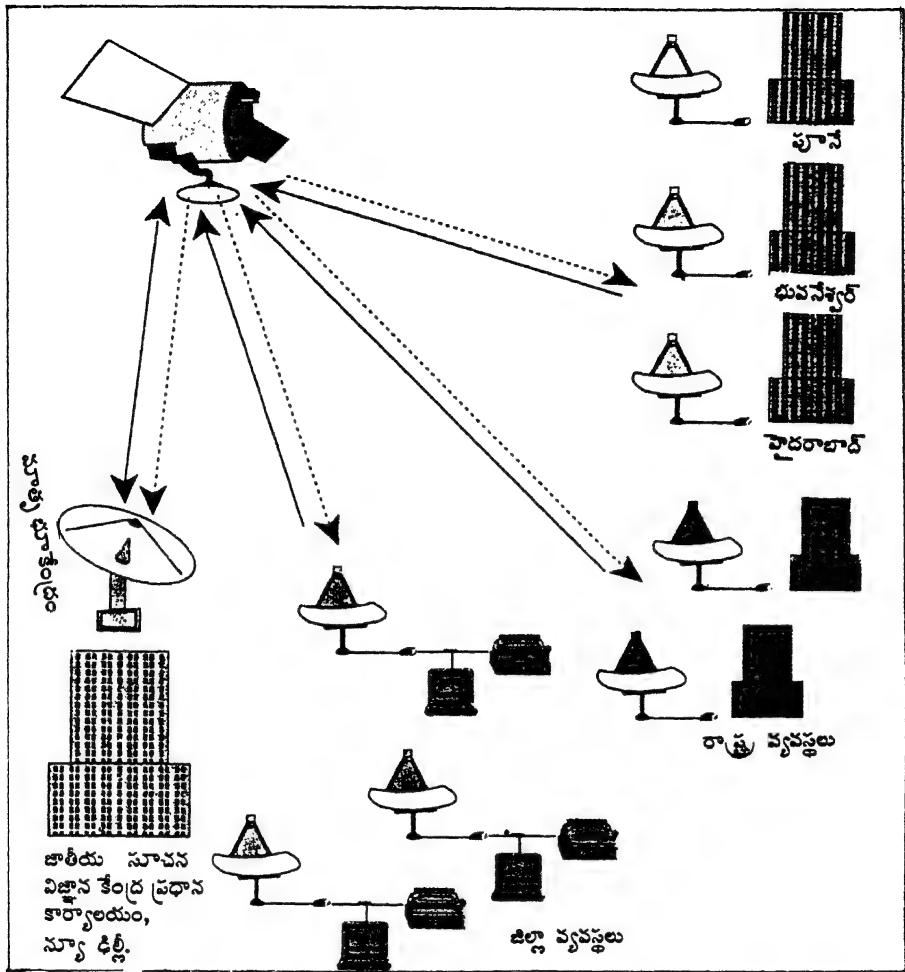 పూనే
భువనేశ్వర్
హైదరాబాద్
మాతృ భూకేంద్రం
రాష్ట్ర వ్యవస్థలు
జాతీయ సూచన
విజ్ఞాన కేంద్ర ప్రధాన
కార్యాలయం,
న్యూ ఢిల్లీ.
జిల్లా వ్యవస్థలు